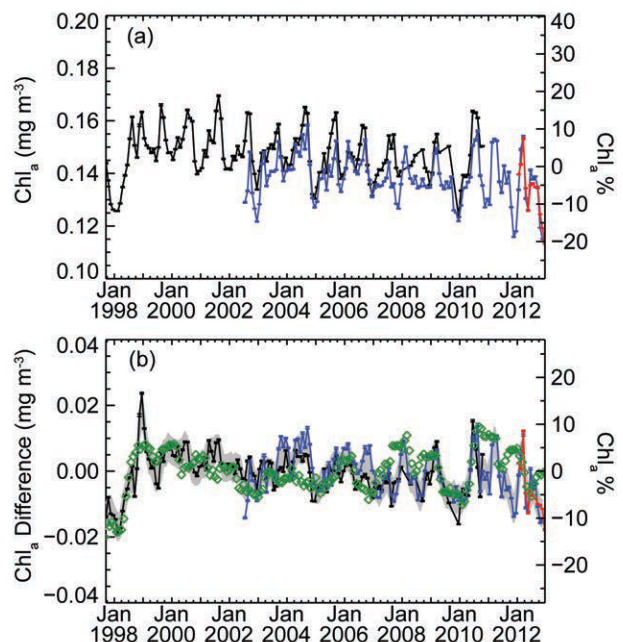 (a)
0.20
0.18
0.16
0.14
0.12
0.10
Chlₐ (mg m⁻³)
40
30
20
10
0
-10
-20
Chlₐ %
Jan 1998
Jan 2000
Jan 2002
Jan 2004
Jan 2006
Jan 2008
Jan 2010
Jan 2012
(b)
0.04
0.02
0.00
-0.02
-0.04
Chlₐ Difference (mg m⁻³)
20
10
0
-10
-20
Chlₐ %
Jan 1998
Jan 2000
Jan 2002
Jan 2004
Jan 2006
Jan 2008
Jan 2010
Jan 2012